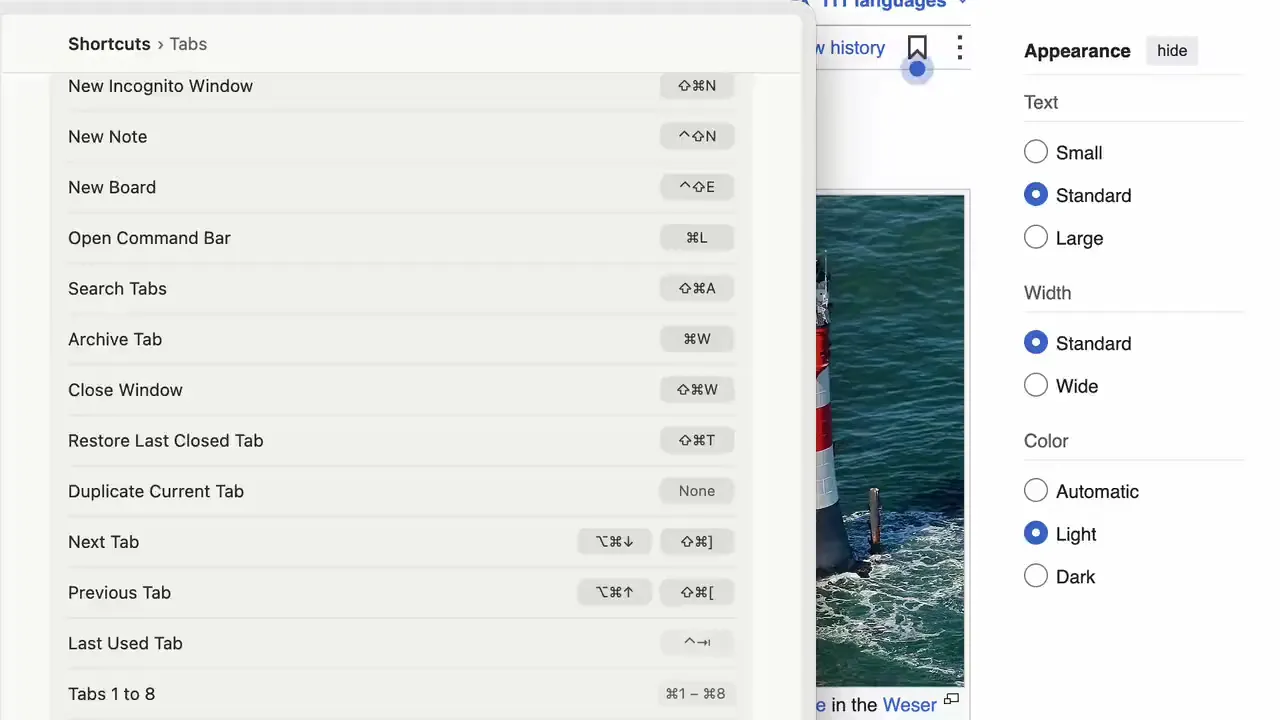 Shortcuts › Tabs
New Incognito Window ⇧⌘N
New Note ^⇧N
New Board ^⇧E
Open Command Bar ⌘L
Search Tabs ⇧⌘A
Archive Tab ⌘W
Close Window ⇧⌘W
Restore Last Closed Tab ⇧⌘T
Duplicate Current Tab None
Next Tab ⌥⌘↓ ⇧⌘]
Previous Tab ⌥⌘↑ ⇧⌘[
Last Used Tab ^⇥
Tabs 1 to 8 ⌘1 – ⌘8
111 languages
w history
e in the Weser
Appearance hide
Text
Small
Standard
Large
Width
Standard
Wide
Color
Automatic
Light
Dark